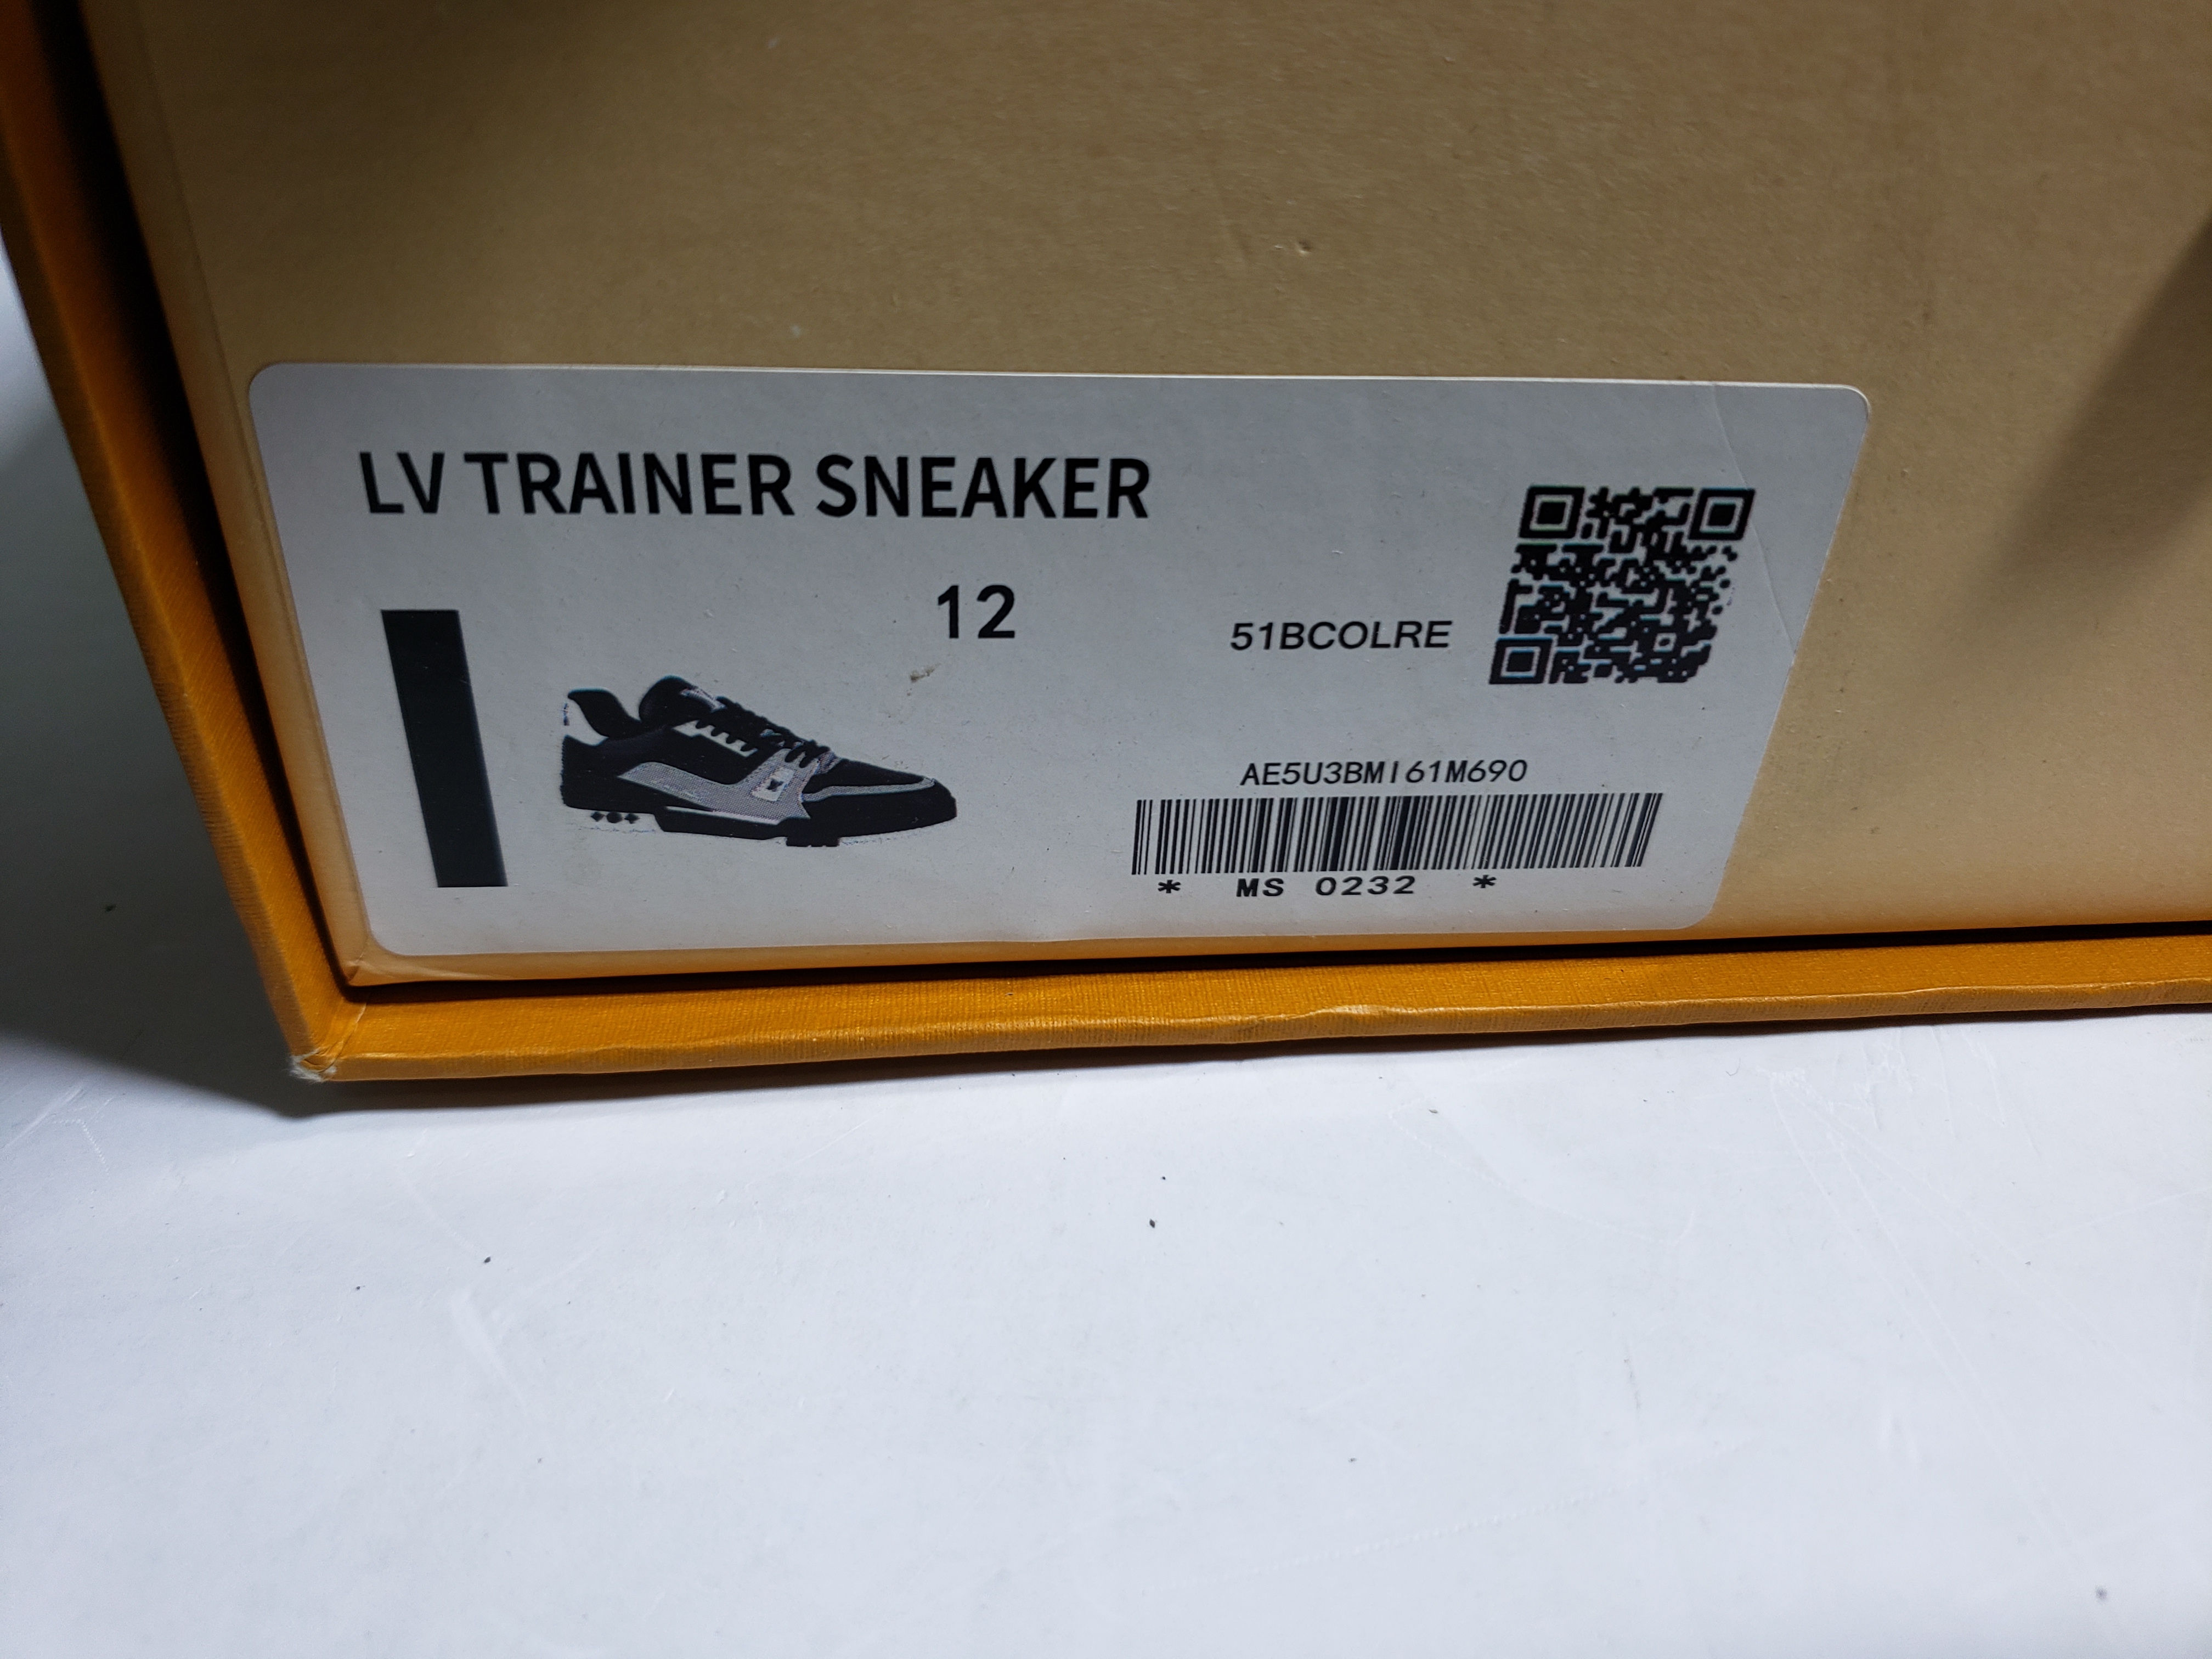 LV TRAINER SNEAKER
12
51BCOLRE
AE5U3BMI61M690
* MS 0232 *